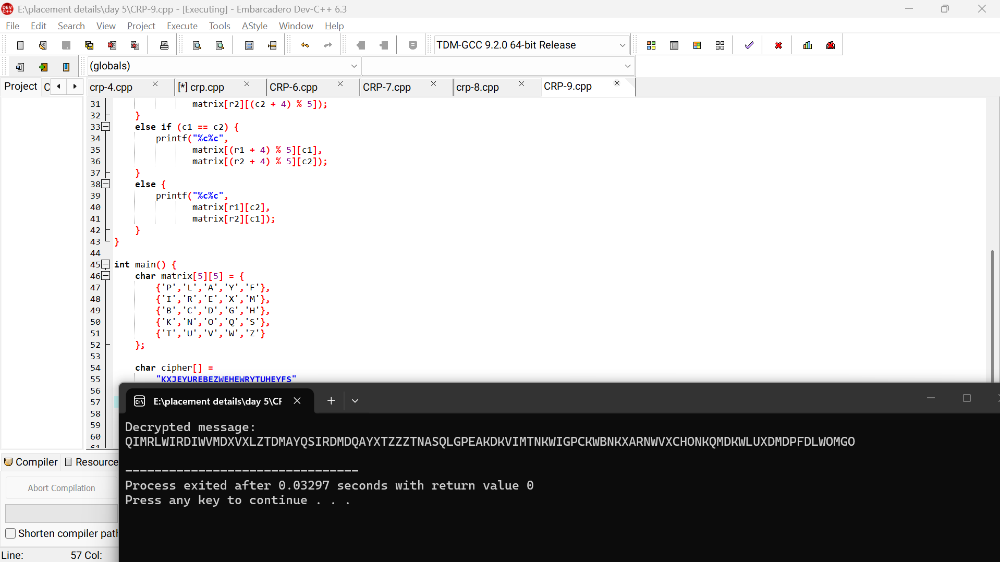 E:\placement details\day 5\CRP-9.cpp - [Executing] - Embarcadero Dev-C++ 6.3
File Edit Search View Project Execute Tools AStyle Window Help
TDM-GCC 9.2.0 64-bit Release
(globals)
Project C
crp-4.cpp [*] crp.cpp CRP-6.cpp CRP-7.cpp crp-8.cpp CRP-9.cpp
31 matrix[r2][(c2 + 4) % 5]);
32 }
33 else if (c1 == c2) {
34 printf("%c%c",
35 matrix[(r1 + 4) % 5][c1],
36 matrix[(r2 + 4) % 5][c2]);
37 }
38 else {
39 printf("%c%c",
40 matrix[r1][c2],
41 matrix[r2][c1]);
42 }
43 }
44
45 int main() {
46 char matrix[5][5] = {
47 {'P','L','A','Y','F'},
48 {'I','R','E','X','M'},
49 {'B','C','D','G','H'},
50 {'K','N','O','Q','S'},
51 {'T','U','V','W','Z'}
52 };
53
54 char cipher[] =
55 "KXJEYUREBEZWEHEWRYTUHEYFS"
56
57
58
59
60
61
E:\placement details\day 5\CF
Decrypted message:
QIMRLWIRDIWVMDXVXLZTDMAYQSIRDMDQAYXTZZZTNASQLGPEAKDKVIMTNKWIGPCKWBNKXARNWVXCHONKQMDKWLUXDMDPFDLWOMGO
--------------------------------
Process exited after 0.03297 seconds with return value 0
Press any key to continue . . .
Compiler Resource
Abort Compilation
Shorten compiler path
Line: 57 Col: